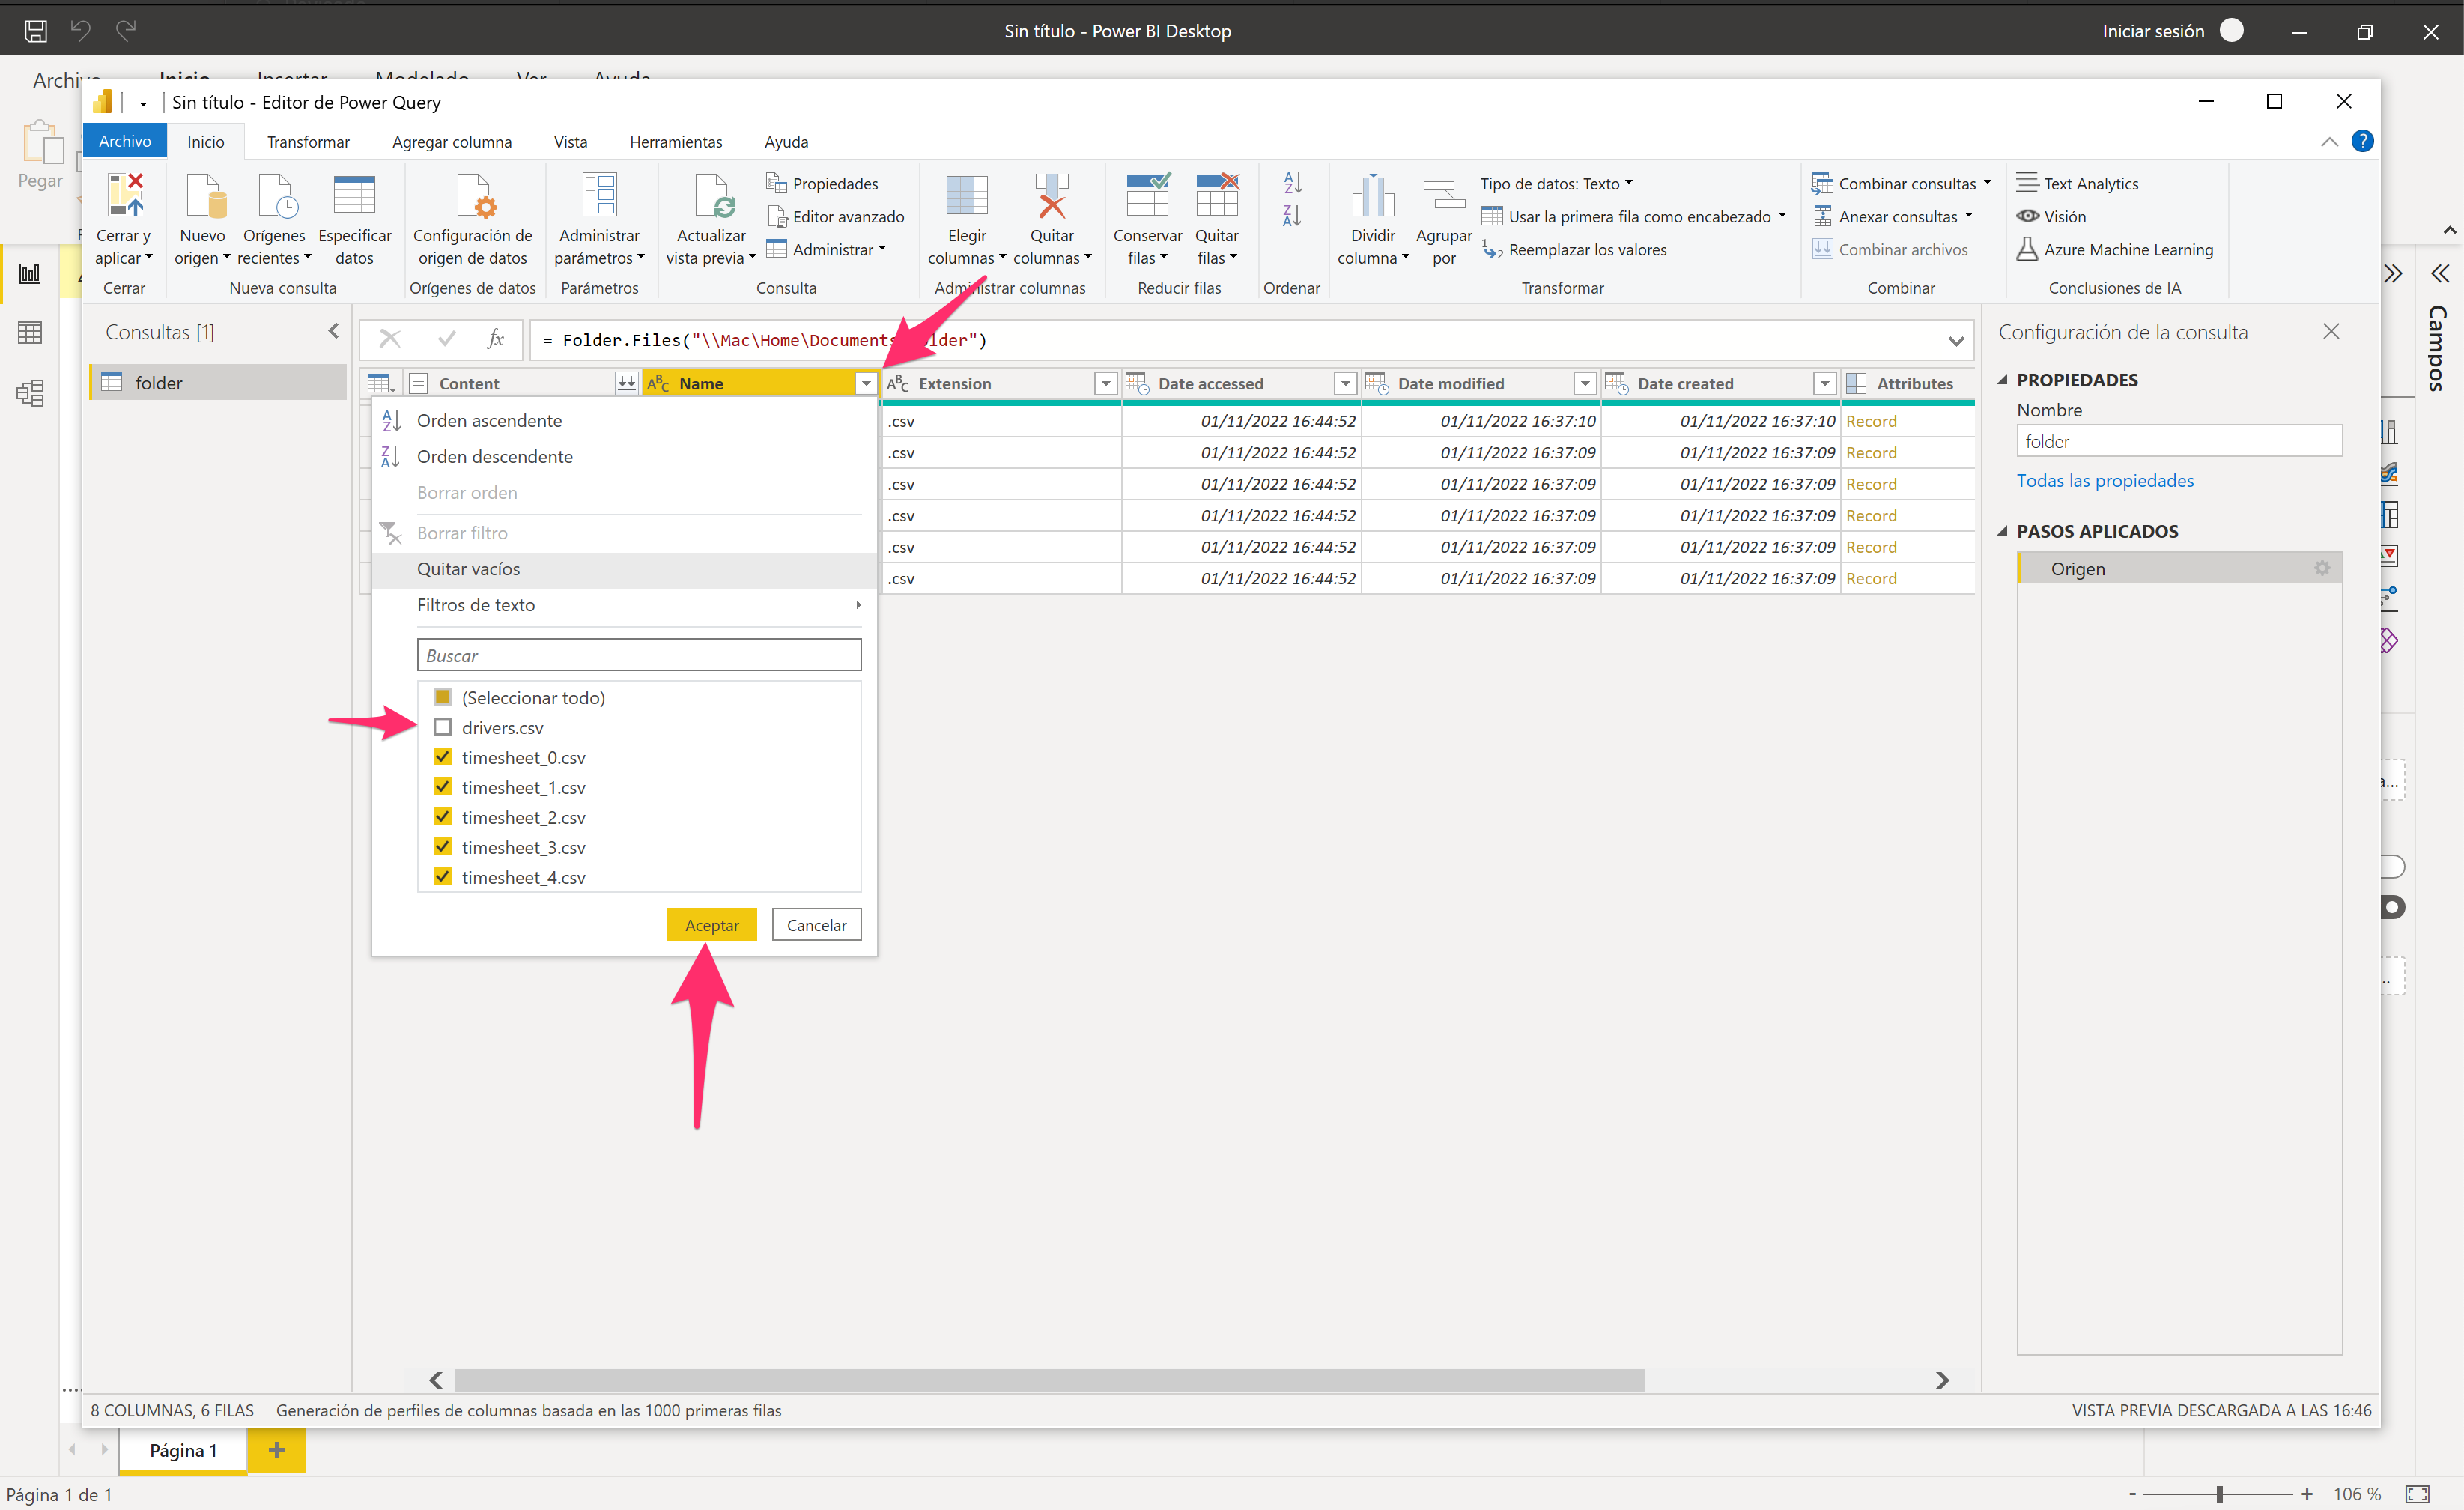 Sin título - Power BI Desktop
Iniciar sesión
Archivo Inicio Insertar Modelado Ver Ayuda
Pegar
Sin título - Editor de Power Query
Archivo Inicio Transformar Agregar columna Vista Herramientas Ayuda
Cerrar y aplicar
Cerrar
Nuevo origen
Orígenes recientes
Especificar datos
Nueva consulta
Configuración de origen de datos
Orígenes de datos
Administrar parámetros
Parámetros
Actualizar vista previa
Propiedades
Editor avanzado
Administrar
Consulta
Elegir columnas
Quitar columnas
Administrar columnas
Conservar filas
Quitar filas
Reducir filas
Ordenar
Dividir columna
Agrupar por
Tipo de datos: Texto
Usar la primera fila como encabezado
Reemplazar los valores
Transformar
Combinar consultas
Anexar consultas
Combinar archivos
Combinar
Text Analytics
Visión
Azure Machine Learning
Conclusiones de IA
Consultas [1]
folder
fx
= Folder.Files("\\Mac\Home\Documents\folder")
Content Name Extension Date accessed Date modified Date created Attributes
.csv 01/11/2022 16:44:52 01/11/2022 16:37:10 01/11/2022 16:37:10 Record
.csv 01/11/2022 16:44:52 01/11/2022 16:37:09 01/11/2022 16:37:09 Record
.csv 01/11/2022 16:44:52 01/11/2022 16:37:09 01/11/2022 16:37:09 Record
.csv 01/11/2022 16:44:52 01/11/2022 16:37:09 01/11/2022 16:37:09 Record
.csv 01/11/2022 16:44:52 01/11/2022 16:37:09 01/11/2022 16:37:09 Record
.csv 01/11/2022 16:44:52 01/11/2022 16:37:09 01/11/2022 16:37:09 Record
Orden ascendente
Orden descendente
Borrar orden
Borrar filtro
Quitar vacíos
Filtros de texto
Buscar
(Seleccionar todo)
drivers.csv
timesheet_0.csv
timesheet_1.csv
timesheet_2.csv
timesheet_3.csv
timesheet_4.csv
Aceptar Cancelar
Configuración de la consulta
PROPIEDADES
Nombre
folder
Todas las propiedades
PASOS APLICADOS
Origen
Campos
8 COLUMNAS, 6 FILAS Generación de perfiles de columnas basada en las 1000 primeras filas
VISTA PREVIA DESCARGADA A LAS 16:46
Página 1
Página 1 de 1
106 %